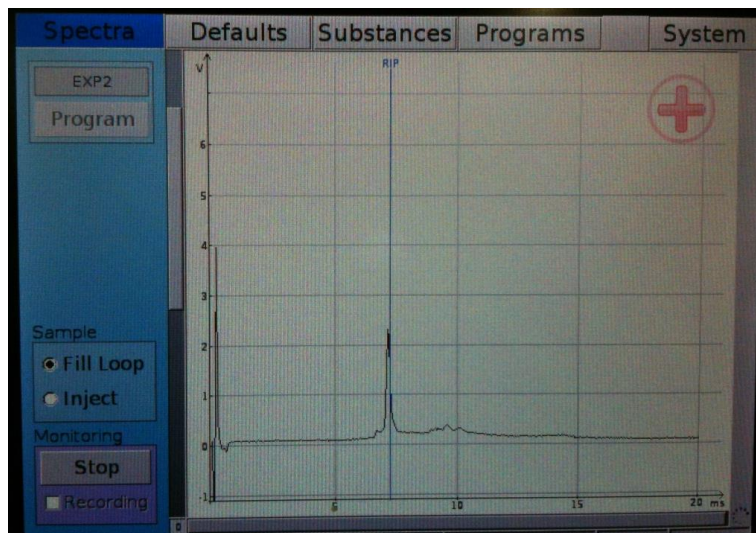 Spectra Defaults Substances Programs System
EXP2
Program
V
RIP
6
5
4
3
2
1
0
-1
5 10 15 20 ms
Sample
Fill Loop
Inject
Monitoring
Stop
Recording
0